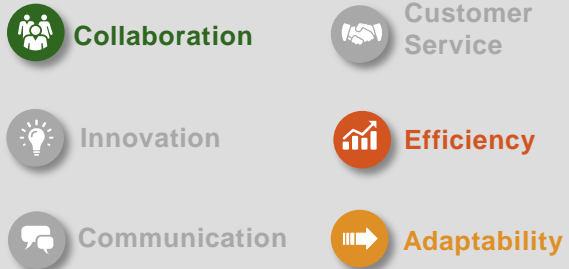 Collaboration
Customer
Service
Innovation
Efficiency
Communication
Adaptability